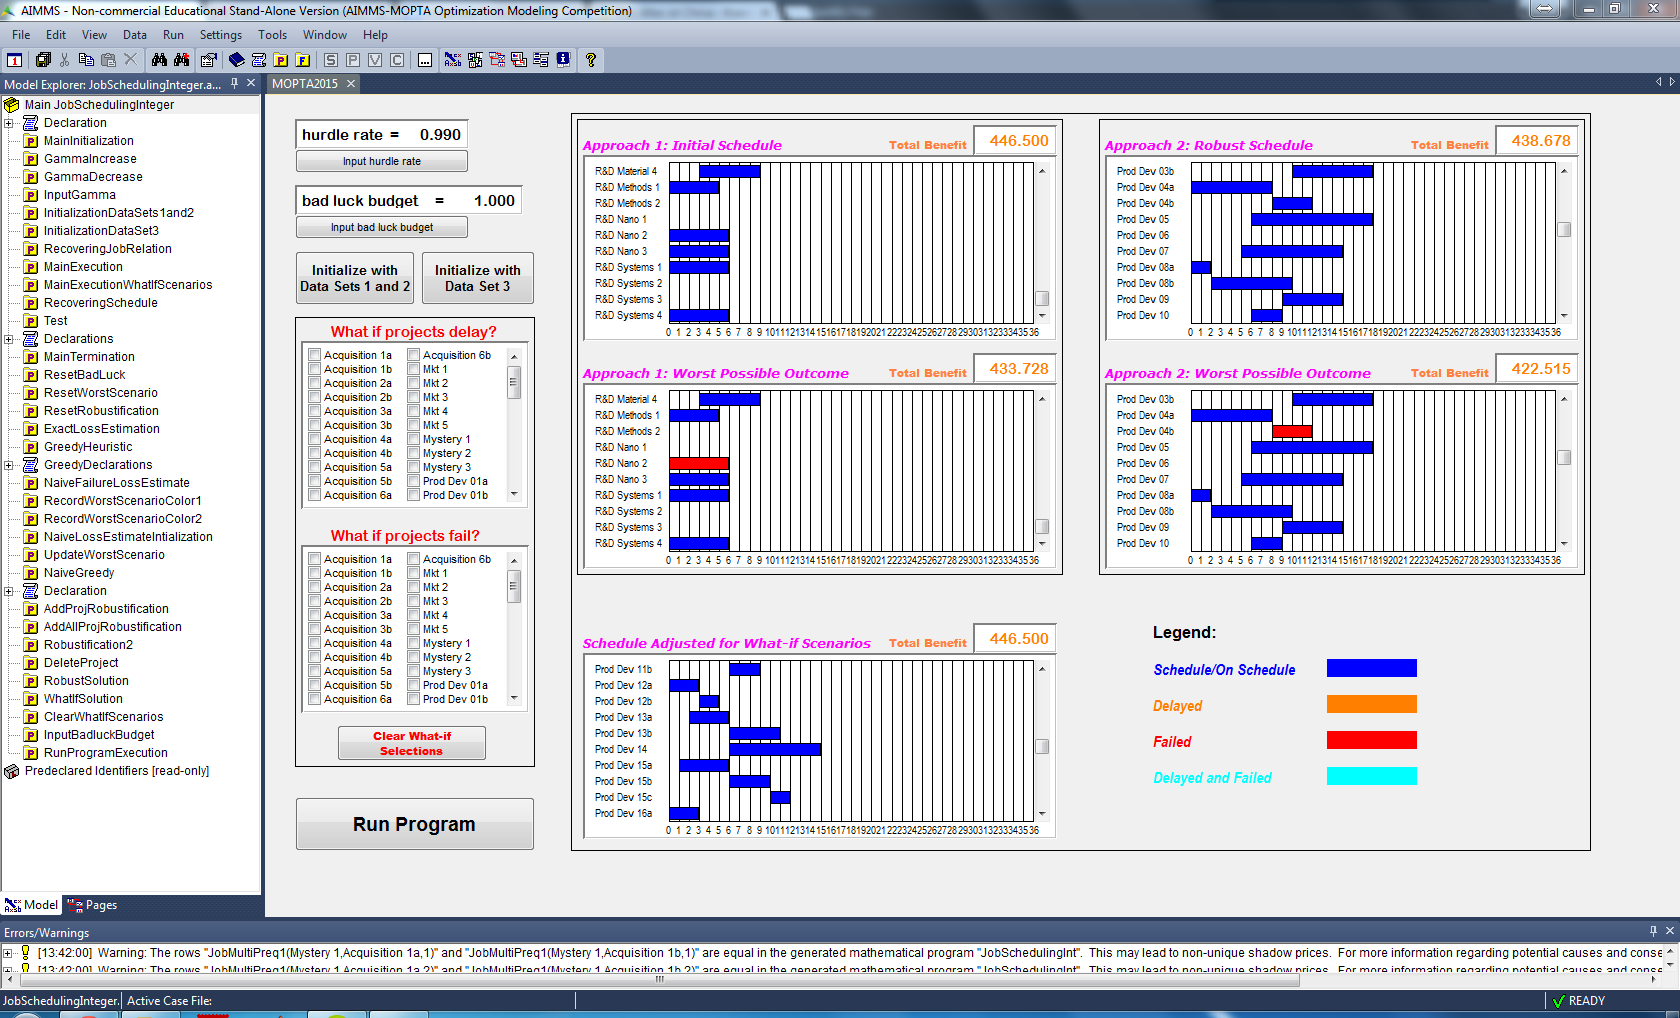 AIMMS - Non-commercial Educational Stand-Alone Version (AIMMS-MOPTA Optimization Modeling Competition)
File Edit View Data Run Settings Tools Window Help
Model Explorer: JobSchedulingInteger.a...
MOPTA2015
Main JobSchedulingInteger
Declaration
MainInitialization
GammaIncrease
GammaDecrease
InputGamma
InitializationDataSets1and2
InitializationDataSet3
RecoveringJobRelation
MainExecution
MainExecutionWhatIfScenarios
RecoveringSchedule
Test
Declarations
MainTermination
ResetBadLuck
ResetWorstScenario
ResetRobustification
ExactLossEstimation
GreedyHeuristic
GreedyDeclarations
NaiveFailureLossEstimate
RecordWorstScenarioColor1
RecordWorstScenarioColor2
NaiveLossEstimateIntialization
UpdateWorstScenario
NaiveGreedy
Declaration
AddProjRobustification
AddAllProjRobustification
Robustification2
DeleteProject
RobustSolution
WhatIfSolution
ClearWhatIfScenarios
InputBadluckBudget
RunProgramExecution
Predeclared Identifiers [read-only]
Model Pages
hurdle rate = 0.990
Input hurdle rate
bad luck budget = 1.000
Input bad luck budget
Initialize with Data Sets 1 and 2
Initialize with Data Set 3
What if projects delay?
Acquisition 1a Acquisition 6b
Acquisition 1b Mkt 1
Acquisition 2a Mkt 2
Acquisition 2b Mkt 3
Acquisition 3a Mkt 4
Acquisition 3b Mkt 5
Acquisition 4a Mystery 1
Acquisition 4b Mystery 2
Acquisition 5a Mystery 3
Acquisition 5b Prod Dev 01a
Acquisition 6a Prod Dev 01b
What if projects fail?
Acquisition 1a Acquisition 6b
Acquisition 1b Mkt 1
Acquisition 2a Mkt 2
Acquisition 2b Mkt 3
Acquisition 3a Mkt 4
Acquisition 3b Mkt 5
Acquisition 4a Mystery 1
Acquisition 4b Mystery 2
Acquisition 5a Mystery 3
Acquisition 5b Prod Dev 01a
Acquisition 6a Prod Dev 01b
Clear What-if
Selections
Run Program
Approach 1: Initial Schedule Total Benefit 446.500
R&D Material 4
R&D Methods 1
R&D Methods 2
R&D Nano 1
R&D Nano 2
R&D Nano 3
R&D Systems 1
R&D Systems 2
R&D Systems 3
R&D Systems 4
0 1 2 3 4 5 6 7 8 9 10 11 12 13 14 15 16 17 18 19 20 21 22 23 24 25 26 27 28 29 30 31 32 33 34 35 36
Approach 1: Worst Possible Outcome Total Benefit 433.728
R&D Material 4
R&D Methods 1
R&D Methods 2
R&D Nano 1
R&D Nano 2
R&D Nano 3
R&D Systems 1
R&D Systems 2
R&D Systems 3
R&D Systems 4
0 1 2 3 4 5 6 7 8 9 10 11 12 13 14 15 16 17 18 19 20 21 22 23 24 25 26 27 28 29 30 31 32 33 34 35 36
Approach 2: Robust Schedule Total Benefit 438.678
Prod Dev 03b
Prod Dev 04a
Prod Dev 04b
Prod Dev 05
Prod Dev 06
Prod Dev 07
Prod Dev 08a
Prod Dev 08b
Prod Dev 09
Prod Dev 10
0 1 2 3 4 5 6 7 8 9 10 11 12 13 14 15 16 17 18 19 20 21 22 23 24 25 26 27 28 29 30 31 32 33 34 35 36
Approach 2: Worst Possible Outcome Total Benefit 422.515
Prod Dev 03b
Prod Dev 04a
Prod Dev 04b
Prod Dev 05
Prod Dev 06
Prod Dev 07
Prod Dev 08a
Prod Dev 08b
Prod Dev 09
Prod Dev 10
0 1 2 3 4 5 6 7 8 9 10 11 12 13 14 15 16 17 18 19 20 21 22 23 24 25 26 27 28 29 30 31 32 33 34 35 36
Schedule Adjusted for What-if Scenarios Total Benefit 446.500
Prod Dev 11b
Prod Dev 12a
Prod Dev 12b
Prod Dev 13a
Prod Dev 13b
Prod Dev 14
Prod Dev 15a
Prod Dev 15b
Prod Dev 15c
Prod Dev 16a
0 1 2 3 4 5 6 7 8 9 10 11 12 13 14 15 16 17 18 19 20 21 22 23 24 25 26 27 28 29 30 31 32 33 34 35 36
Legend:
Schedule/On Schedule
Delayed
Failed
Delayed and Failed
Errors/Warnings
[13:42:00] Warning: The rows "JobMultiPreq1(Mystery 1,Acquisition 1a,1)" and "JobMultiPreq1(Mystery 1,Acquisition 1b,1)" are equal in the generated mathematical program "JobSchedulingInt". This may lead to non-unique shadow prices. For more information regarding potential causes and conse
[13:42:00] Warning: The rows "JobMultiPreq1(Mystery 1,Acquisition 1a,2)" and "JobMultiPreq1(Mystery 1,Acquisition 1b,2)" are equal in the generated mathematical program "JobSchedulingInt". This may lead to non-unique shadow prices. For more information regarding potential causes and conse
JobSchedulingInteger. Active Case File: READY